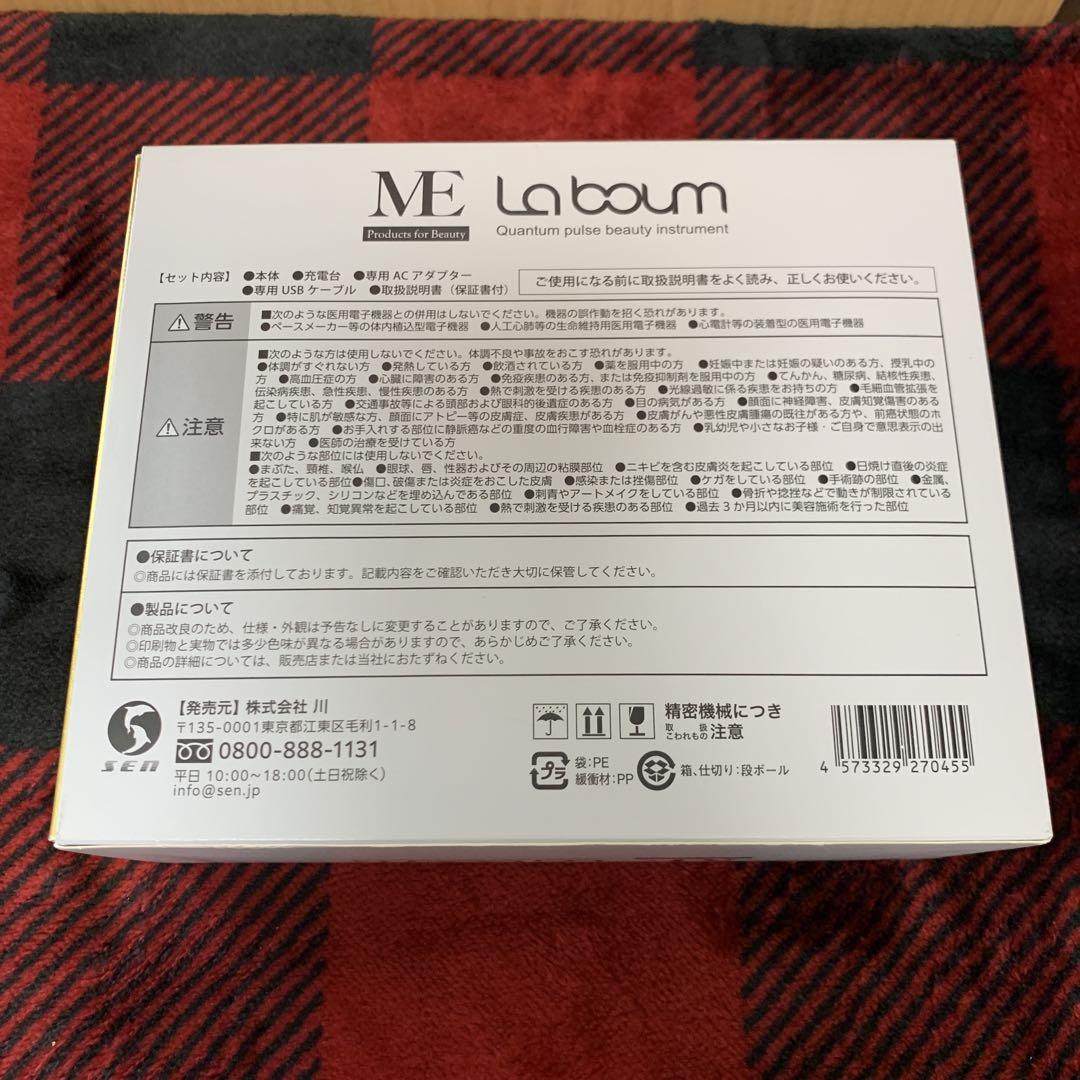 ME
Products for Beauty
La boum
Quantum pulse beauty instrument
【セット内容】 ●本体 ●充電台 ●専用 AC アダプター
●専用 USB ケーブル ●取扱説明書（保証書付）
ご使用になる前に取扱説明書をよく読み、正しくお使いください。
警告
■次のような医用電子機器との併用はしないでください。機器の誤作動を招く恐れがあります。
●ペースメーカー等の体内植込型電子機器 ●人工心肺等の生命維持用医用電子機器 ●心電計等の装着型の医用電子機器
注意
■次のような方は使用しないでください。体調不良や事故をおこす恐れがあります。
●体調がすぐれない方 ●発熱している方 ●飲酒されている方 ●薬を服用中の方 ●妊娠中または妊娠の疑いのある方、授乳中の
方 ●高血圧症の方 ●心臓に障害のある方 ●免疫疾患のある方、または免疫抑制剤を服用中の方 ●てんかん、糖尿病、結核性疾患、
伝染病疾患、急性疾患、慢性疾患のある方 ●熱で刺激を受ける疾患のある方 ●光線過敏に係る疾患をお持ちの方 ●毛細血管拡張を
起こしている方 ●交通事故等による頭部および眼科的後遺症のある方 ●目の病気がある方 ●顔面に神経障害、皮膚知覚障害のある
方 ●特に肌が敏感な方、顔面にアトピー等の皮膚症、皮膚疾患がある方 ●皮膚がんや悪性皮膚腫瘍の既往がある方や、前癌状態のホ
クロがある方 ●お手入れする部位に静脈癌などの重度の血行障害や血栓症のある方 ●乳幼児や小さなお子様・ご自身で意思表示の出
来ない方 ●医師の治療を受けている方
■次のような部位には使用しないでください。
●まぶた、頸椎、喉仏 ●眼球、唇、性器およびその周辺の粘膜部位 ●ニキビを含む皮膚炎を起こしている部位 ●日焼け直後の炎症
を起こしている部位●傷口、破傷または炎症をおこした皮膚 ●感染または挫傷部位 ●ケガをしている部位 ●手術跡の部位 ●金属、
プラスチック、シリコンなどを埋め込んである部位 ●刺青やアートメイクをしている部位 ●骨折や捻挫などで動きが制限されている
部位 ●痛覚、知覚異常を起こしている部位 ●熱で刺激を受ける疾患のある部位 ●過去 3 か月以内に美容施術を行った部位
●保証書について
◎商品には保証書を添付しております。記載内容をご確認いただき大切に保管してください。
●製品について
◎商品改良のため、仕様・外観は予告なしに変更することがありますので、ご了承ください。
◎印刷物と実物では多少色味が異なる場合がありますので、あらかじめご了承ください。
◎商品の詳細については、販売店または当社におたずねください。
SEN
【発売元】株式会社 川
〒135-0001東京都江東区毛利1-1-8
0800-888-1131
平日 10:00～18:00(土日祝除く)
info@sen.jp
精密機械につき
取扱注意
こわれもの
プラ
袋:PE
緩衝材:PP
箱、仕切り:段ボール
4 573329 270455